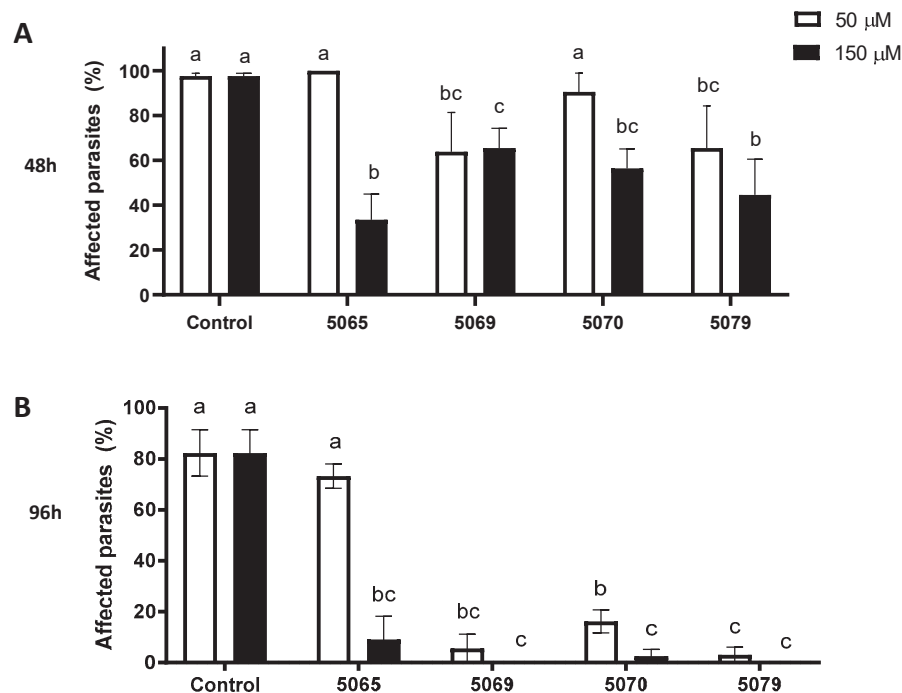 50 µM
150 µM
A
48h
Affected parasites (%)
100
80
60
40
20
0
a a a b bc c a bc bc b
Control 5065 5069 5070 5079
B
96h
Affected parasites (%)
100
80
60
40
20
0
a a a bc bc c b c c c
Control 5065 5069 5070 5079